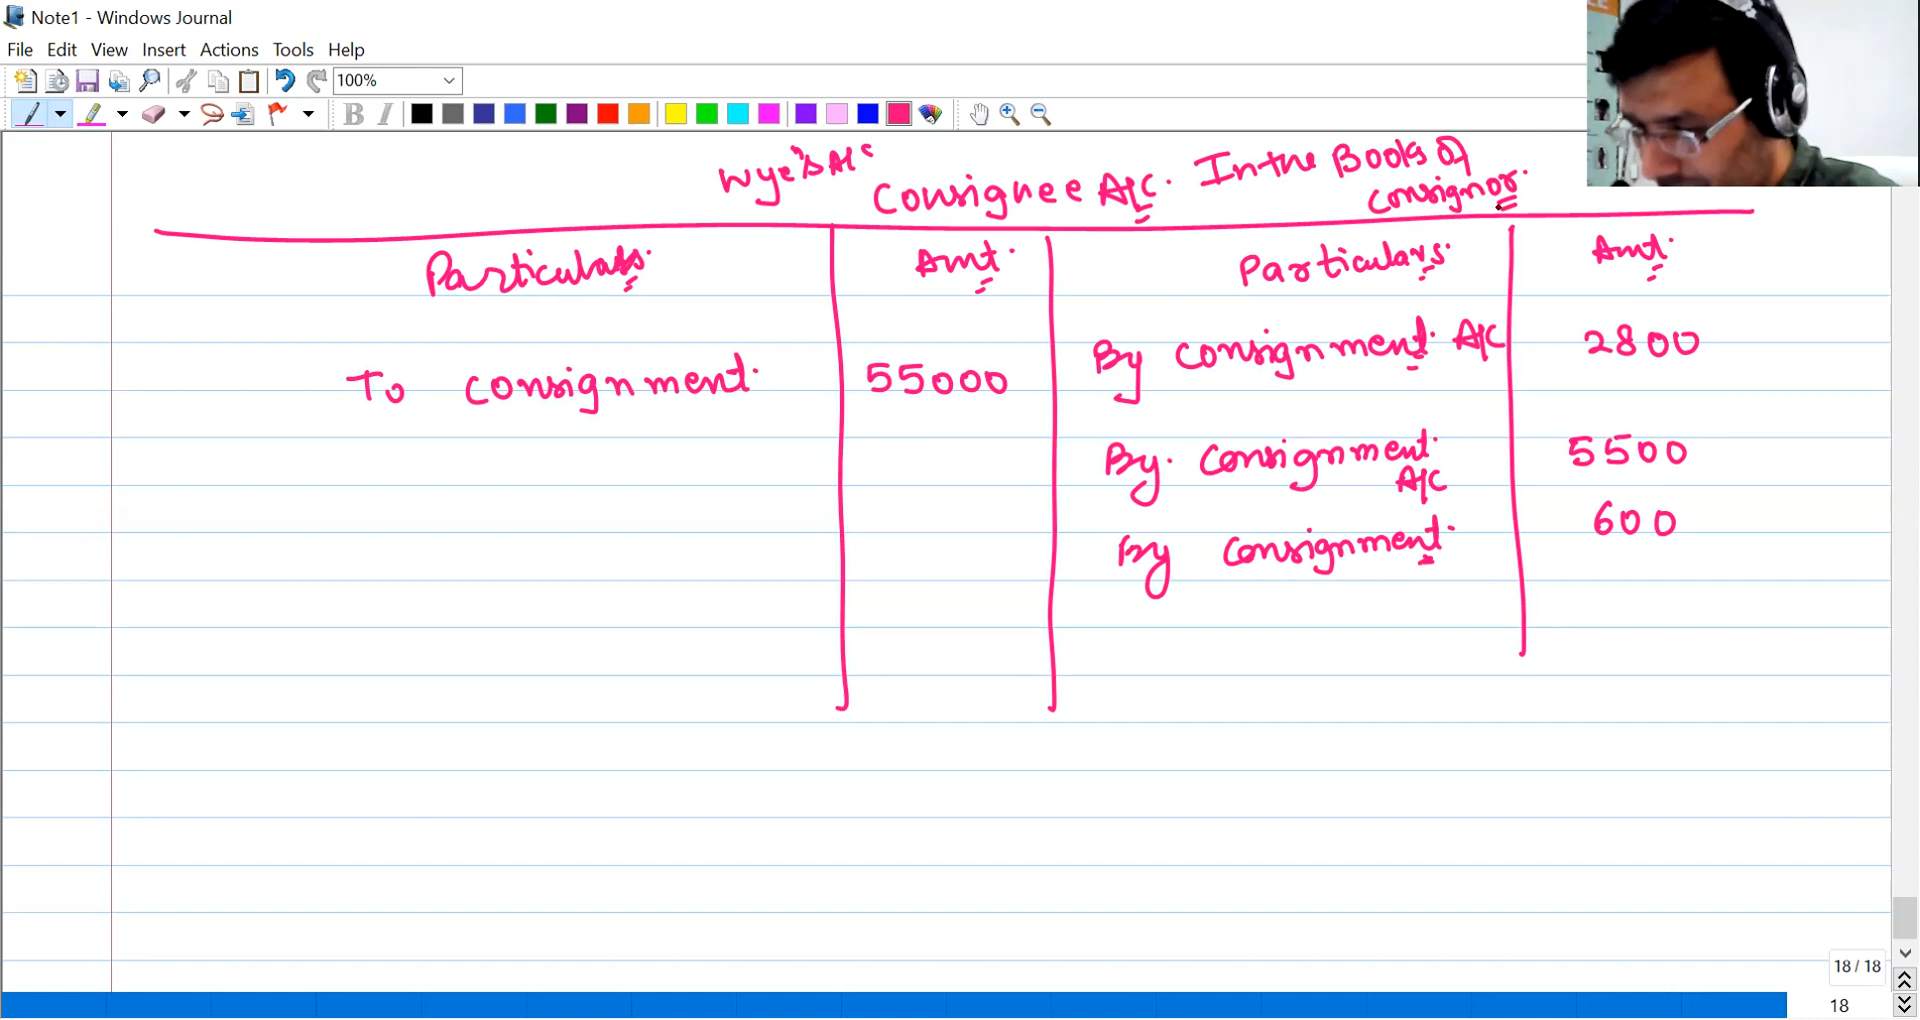 Note1 - Windows Journal
File Edit View Insert Actions Tools Help
100%
B I
Wye's A/c
Consignee A/C. In the Books of
Consignor.
Particulars. Amt. Particulars. Amt.
By Consignment. A/C 2800
To Consignment. 55000
By. Consignment. 5500
A/C
By Consignment. 600
18 / 18
18